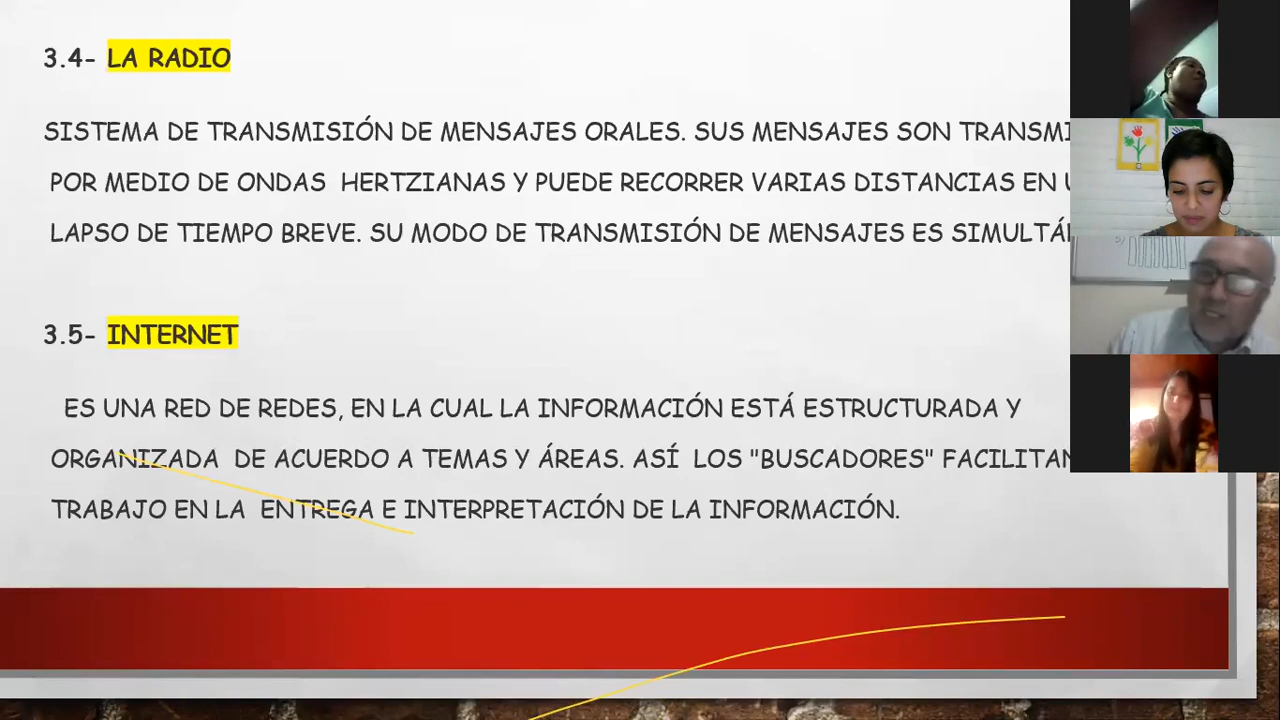 3.4- LA RADIO
SISTEMA DE TRANSMISIÓN DE MENSAJES ORALES. SUS MENSAJES SON
POR MEDIO DE ONDAS HERTZIANAS Y PUEDE RECORRER VARIAS DISTANCIAS EN
LAPSO DE TIEMPO BREVE. SU MODO DE TRANSMISIÓN DE MENSAJES ES
3.5- INTERNET
ES UNA RED DE REDES, EN LA CUAL LA INFORMACIÓN ESTÁ ESTRUCTURADA Y
ORGANIZADA DE ACUERDO A TEMAS Y ÁREAS. ASÍ LOS "BUSCADORES" FACILITAN
TRABAJO EN LA ENTREGA E INTERPRETACIÓN DE LA INFORMACIÓN.